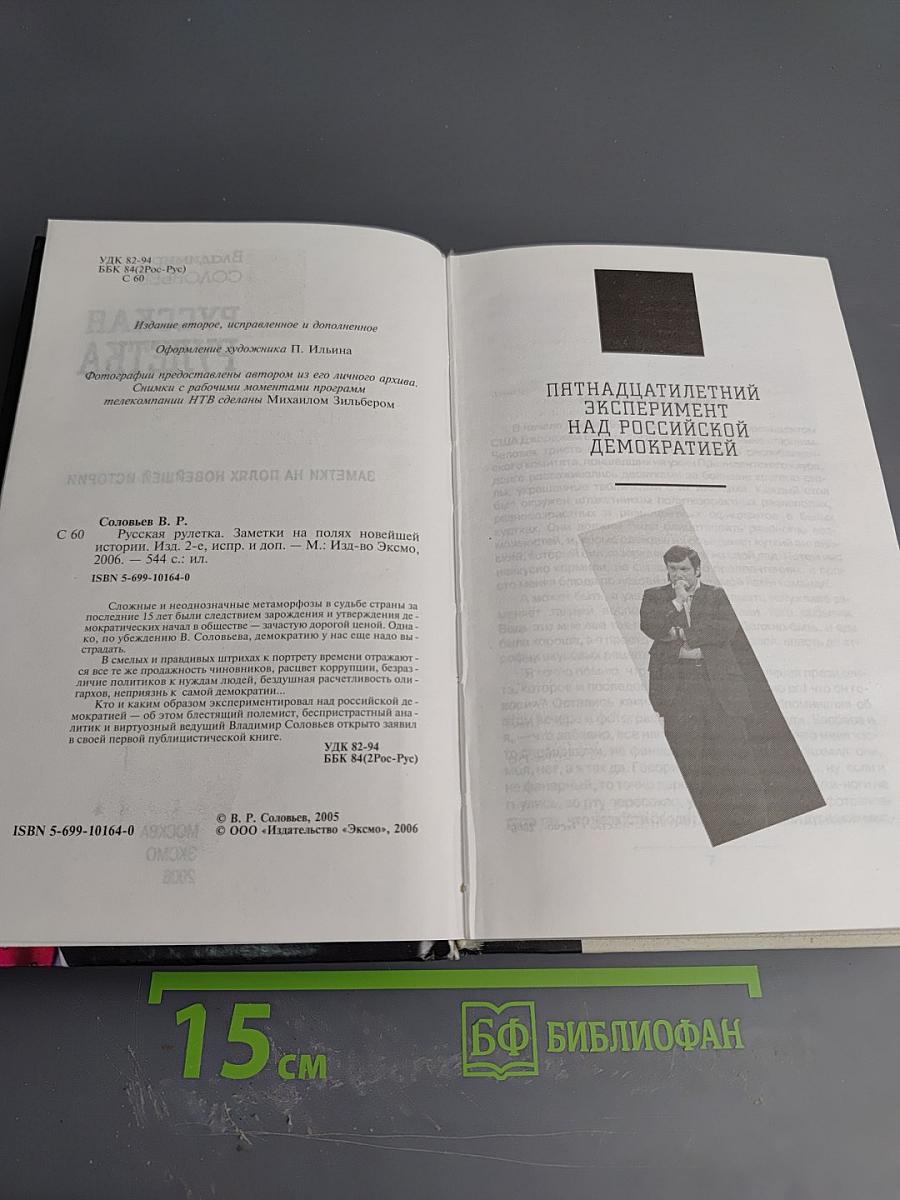 УДК 82-94
ББК 84(2Рос-Рус)
С 60
Издание второе, исправленное и дополненное
Оформление художника П. Ильина
Фотографии предоставлены автором из его личного архива.
Снимки с рабочими моментами программ
телекомпании НТВ сделаны Михаилом Зильбером
Соловьев В. Р.
С 60 Русская рулетка. Заметки на полях новейшей
истории. Изд. 2-е, испр. и доп. — М.: Изд-во Эксмо,
2006. — 544 с.: ил.
ISBN 5-699-10164-0
Сложные и неоднозначные метаморфозы в судьбе страны за
последние 15 лет были следствием зарождения и утверждения де-
мократических начал в обществе — зачастую дорогой ценой. Одна-
ко, по убеждению В. Соловьева, демократию у нас еще надо вы-
страдать.
В смелых и правдивых штрихах к портрету времени отражают-
ся все те же продажность чиновников, расцвет коррупции, безраз-
личие политиков к нуждам людей, бездушная расчетливость оли-
гархов, неприязнь к самой демократии...
Кто и каким образом экспериментировал над российской де-
мократией — об этом блестящий полемист, беспристрастный ана-
литик и виртуозный ведущий Владимир Соловьев открыто заявил
в своей первой публицистической книге.
УДК 82-94
ББК 84(2Рос-Рус)
© В. Р. Соловьев, 2005
ISBN 5-699-10164-0 © ООО «Издательство «Эксмо», 2006
ПЯТНАДЦАТИЛЕТНИЙ
ЭКСПЕРИМЕНТ
НАД РОССИЙСКОЙ
ДЕМОКРАТИЕЙ
15 см
БФ БИБЛИОФАН